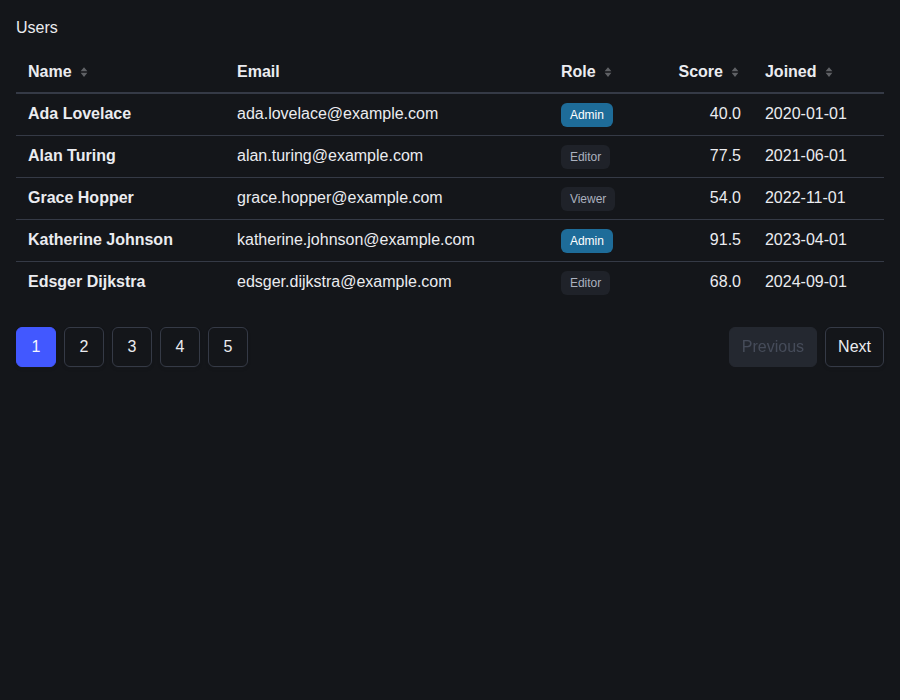 Users
Name Email Role Score Joined
Ada Lovelace ada.lovelace@example.com Admin 40.0 2020-01-01
Alan Turing alan.turing@example.com Editor 77.5 2021-06-01
Grace Hopper grace.hopper@example.com Viewer 54.0 2022-11-01
Katherine Johnson katherine.johnson@example.com Admin 91.5 2023-04-01
Edsger Dijkstra edsger.dijkstra@example.com Editor 68.0 2024-09-01
1 2 3 4 5 Previous Next